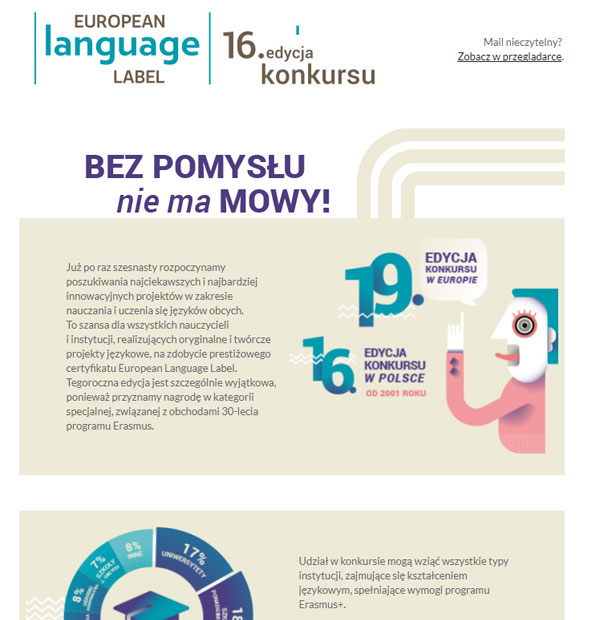 EUROPEAN
language
LABEL
16. edycja
konkursu
Mail nieczytelny?
Zobacz w przeglądarce.
BEZ POMYSŁU
nie ma MOWY!
Już po raz szesnasty rozpoczynamy
poszukiwania najciekawszych i najbardziej
innowacyjnych projektów w zakresie
nauczania i uczenia się języków obcych.
To szansa dla wszystkich nauczycieli
i instytucji, realizujących oryginalne i twórcze
projekty językowe, na zdobycie prestiżowego
certyfikatu European Language Label.
Tegoroczna edycja jest szczególnie wyjątkowa,
ponieważ przyznamy nagrodę w kategorii
specjalnej, związanej z obchodami 30-lecia
programu Erasmus.
19.
EDYCJA
KONKURSU
W EUROPIE
16.
EDYCJA
KONKURSU
W POLSCE
OD 2001 ROKU
8%
7%
SZKOŁY
J. OBCYCH
8%
INNE
17%
UNIWERSYTETY
Udział w konkursie mogą wziąć wszystkie typy
instytucji, zajmujące się kształceniem
językowym, spełniające wymogi programu
Erasmus+.